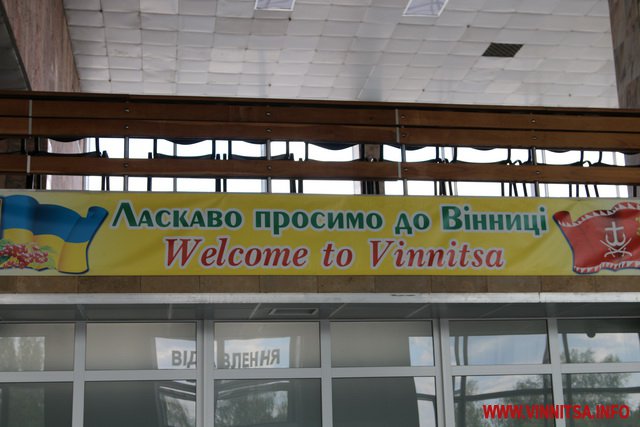 Ласкаво просимо до Вінниці
Welcome to Vinnitsa
WWW.VINNITSA.INFO